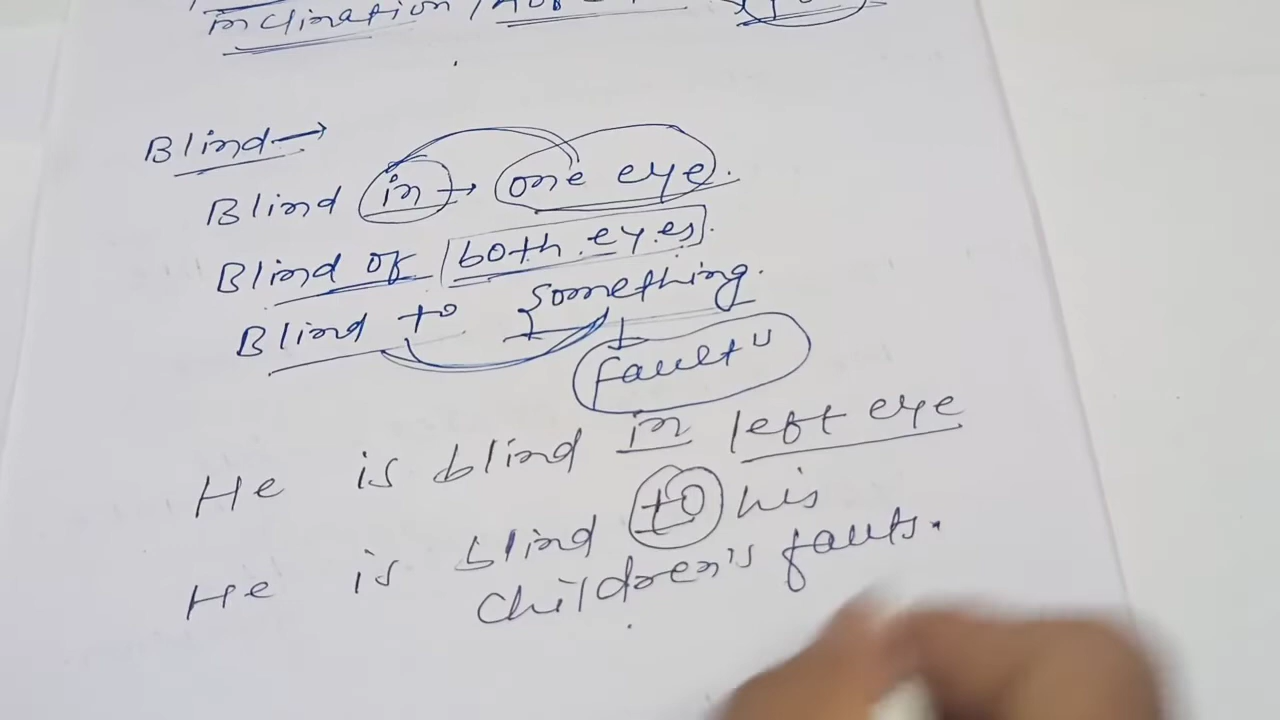 inclination /
Blind →
Blind in → one eye.
Blind of both eyes.
Blind to something.
fault
He is blind in left eye
He is blind to his
children's faults.